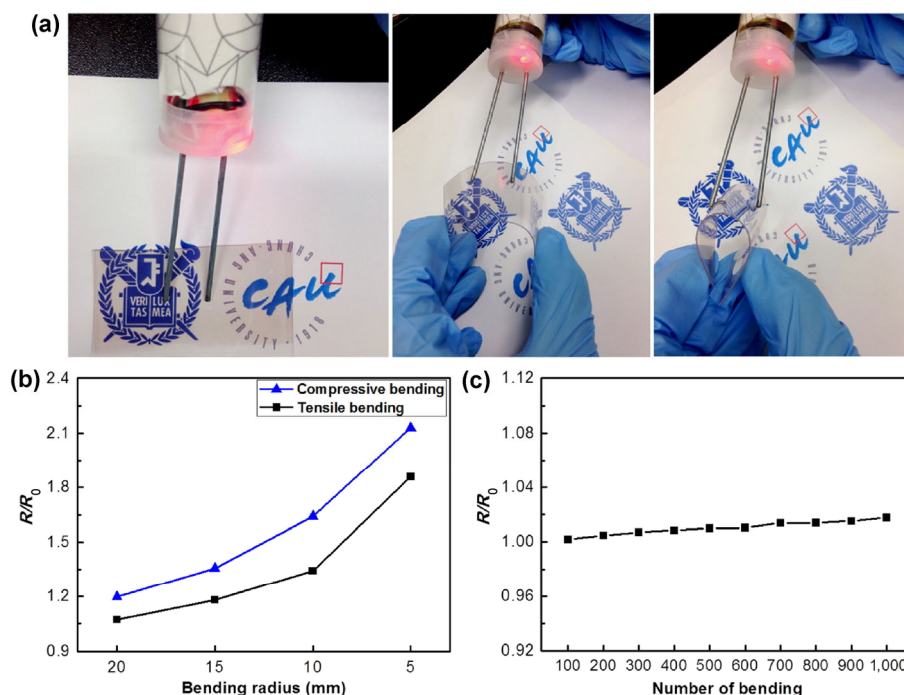 (a)
VERI LUX
TAS MEA
CAU
CHUNG-ANG UNIVERSITY · 1918
CAU
CAU
(b)
2.4
2.1
1.8
1.5
1.2
0.9
R/R0
Compressive bending
Tensile bending
20 15 10 5
Bending radius (mm)
(c)
1.12
1.08
1.04
1.00
0.96
0.92
R/R0
100 200 300 400 500 600 700 800 900 1,000
Number of bending